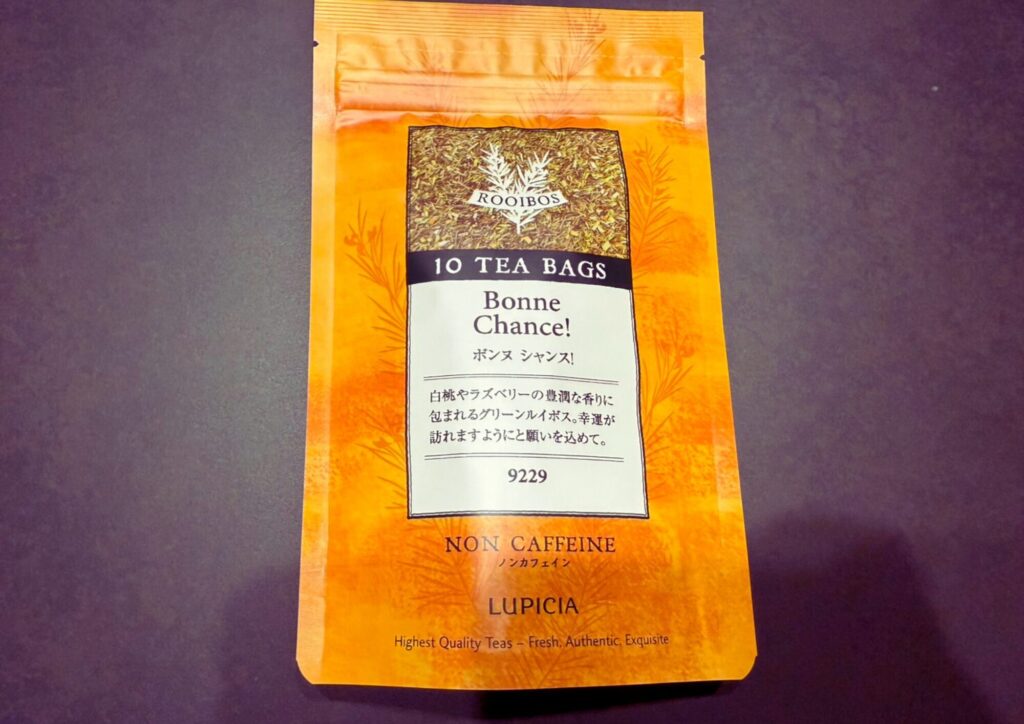 ROOIBOS
10 TEA BAGS
Bonne
Chance!
ボンヌ シャンス!
白桃やラズベリーの豊潤な香りに
包まれるグリーンルイボス。幸運が
訪れますようにと願いを込めて。
9229
NON CAFFEINE
ノンカフェイン
LUPICIA
Highest Quality Teas – Fresh, Authentic, Exquisite